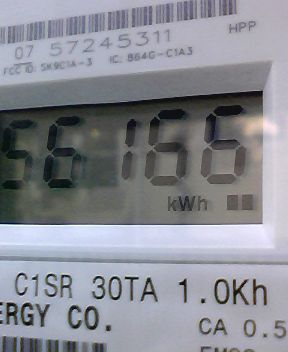 HPP
07 57245311
FCC ID: SK9C1A-3 IC: 864G-C1A3
56166
kWh
C1SR 30TA 1.0Kh
ERGY CO.
CA 0.5